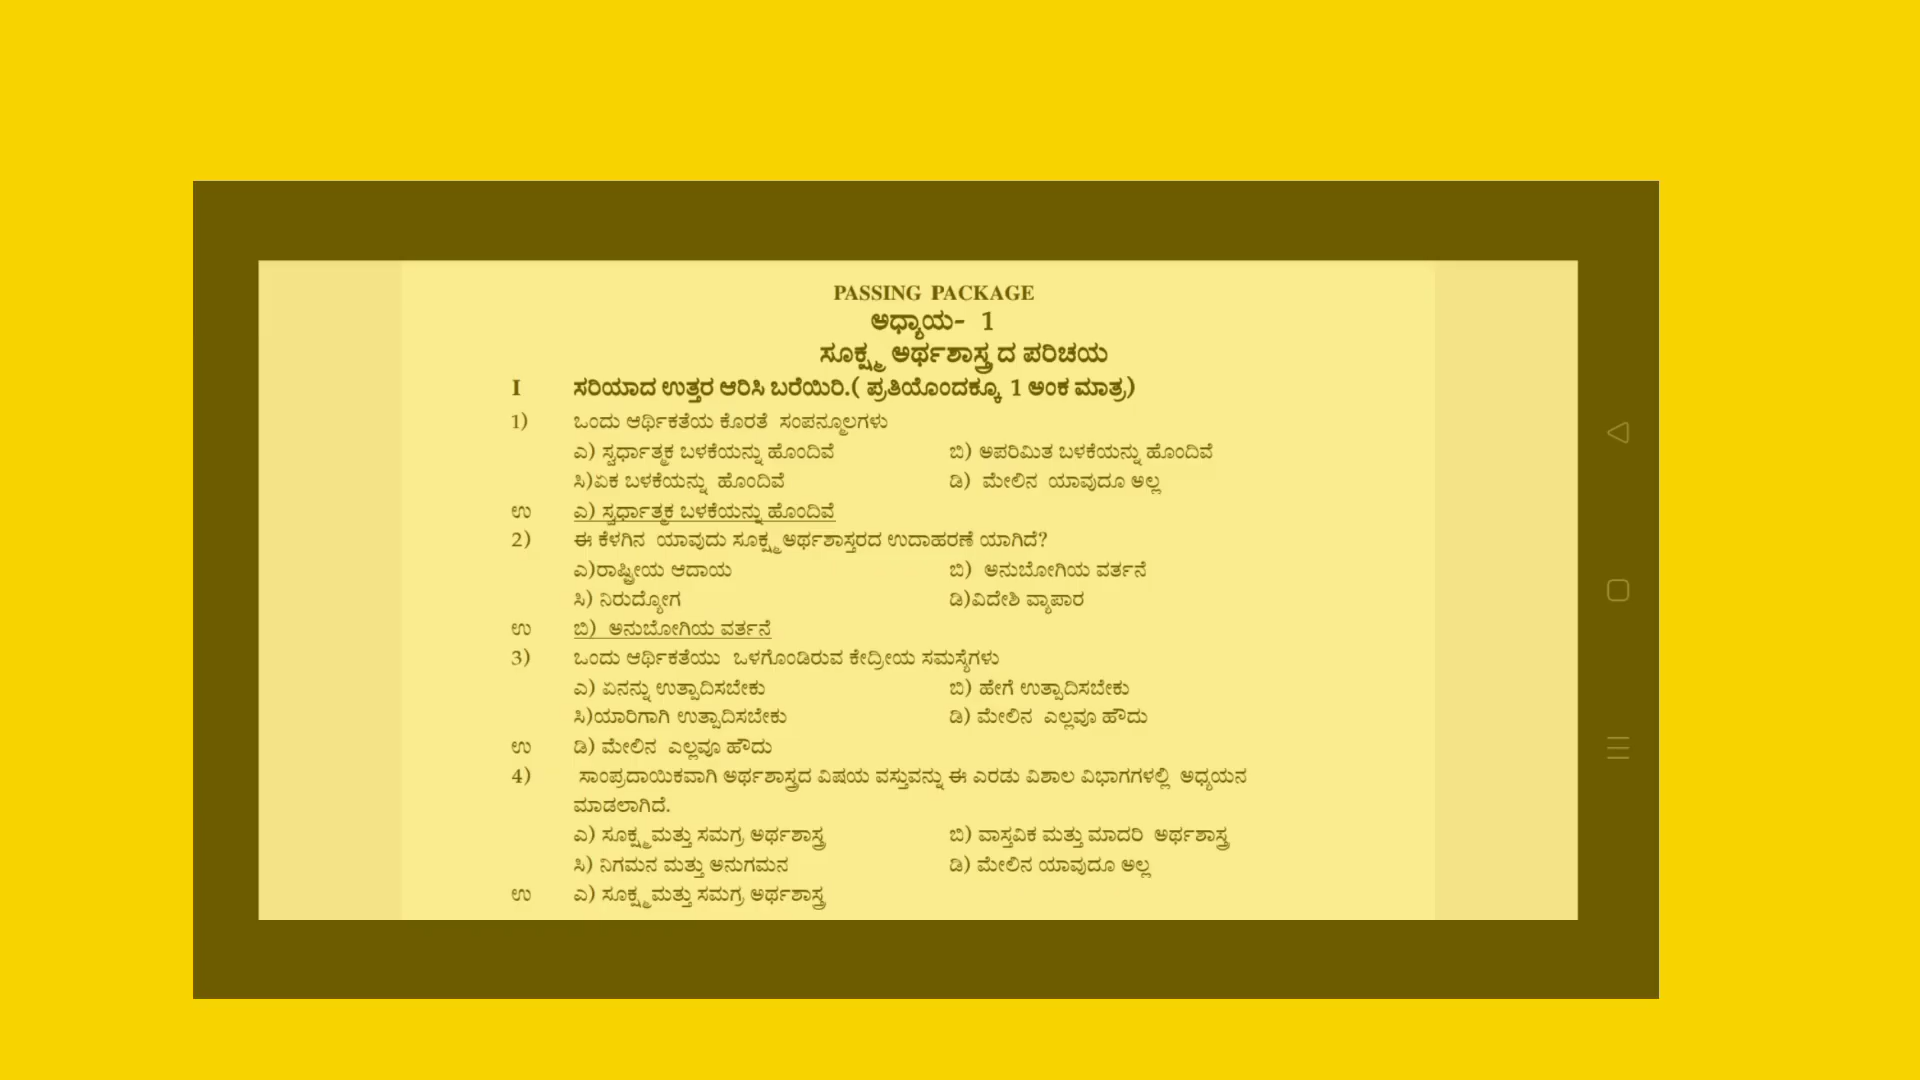 PASSING PACKAGE
ಅಧ್ಯಾಯ- 1
ಸೂಕ್ಷ್ಮ ಅರ್ಥಶಾಸ್ತ್ರದ ಪರಿಚಯ
I ಸರಿಯಾದ ಉತ್ತರ ಆರಿಸಿ ಬರೆಯಿರಿ.( ಪ್ರತಿಯೊಂದಕ್ಕೂ 1 ಅಂಕ ಮಾತ್ರ)
1) ಒಂದು ಆರ್ಥಿಕತೆಯ ಕೊರತೆ ಸಂಪನ್ಮೂಲಗಳು
ಎ) ಸ್ಪರ್ಧಾತ್ಮಕ ಬಳಕೆಯನ್ನು ಹೊಂದಿವೆ ಬಿ) ಅಪರಿಮಿತ ಬಳಕೆಯನ್ನು ಹೊಂದಿವೆ
ಸಿ)ಏಕ ಬಳಕೆಯನ್ನು ಹೊಂದಿವೆ ಡಿ) ಮೇಲಿನ ಯಾವುದೂ ಅಲ್ಲ
ಉ ಎ) ಸ್ಪರ್ಧಾತ್ಮಕ ಬಳಕೆಯನ್ನು ಹೊಂದಿವೆ
2) ಈ ಕೆಳಗಿನ ಯಾವುದು ಸೂಕ್ಷ್ಮ ಅರ್ಥಶಾಸ್ತರದ ಉದಾಹರಣೆ ಯಾಗಿದೆ?
ಎ)ರಾಷ್ಟ್ರೀಯ ಆದಾಯ ಬಿ) ಅನುಬೋಗಿಯ ವರ್ತನೆ
ಸಿ) ನಿರುದ್ಯೋಗ ಡಿ)ವಿದೇಶಿ ವ್ಯಾಪಾರ
ಉ ಬಿ) ಅನುಬೋಗಿಯ ವರ್ತನೆ
3) ಒಂದು ಆರ್ಥಿಕತೆಯು ಒಳಗೊಂಡಿರುವ ಕೇದ್ರೀಯ ಸಮಸ್ಯೆಗಳು
ಎ) ಏನನ್ನು ಉತ್ಪಾದಿಸಬೇಕು ಬಿ) ಹೇಗೆ ಉತ್ಪಾದಿಸಬೇಕು
ಸಿ)ಯಾರಿಗಾಗಿ ಉತ್ಪಾದಿಸಬೇಕು ಡಿ) ಮೇಲಿನ ಎಲ್ಲವೂ ಹೌದು
ಉ ಡಿ) ಮೇಲಿನ ಎಲ್ಲವೂ ಹೌದು
4) ಸಾಂಪ್ರದಾಯಿಕವಾಗಿ ಅರ್ಥಶಾಸ್ತ್ರದ ವಿಷಯ ವಸ್ತುವನ್ನು ಈ ಎರಡು ವಿಶಾಲ ವಿಭಾಗಗಳಲ್ಲಿ ಅಧ್ಯಯನ
ಮಾಡಲಾಗಿದೆ.
ಎ) ಸೂಕ್ಷ್ಮ ಮತ್ತು ಸಮಗ್ರ ಅರ್ಥಶಾಸ್ತ್ರ ಬಿ) ವಾಸ್ತವಿಕ ಮತ್ತು ಮಾದರಿ ಅರ್ಥಶಾಸ್ತ್ರ
ಸಿ) ನಿಗಮನ ಮತ್ತು ಅನುಗಮನ ಡಿ) ಮೇಲಿನ ಯಾವುದೂ ಅಲ್ಲ
ಉ ಎ) ಸೂಕ್ಷ್ಮ ಮತ್ತು ಸಮಗ್ರ ಅರ್ಥಶಾಸ್ತ್ರ